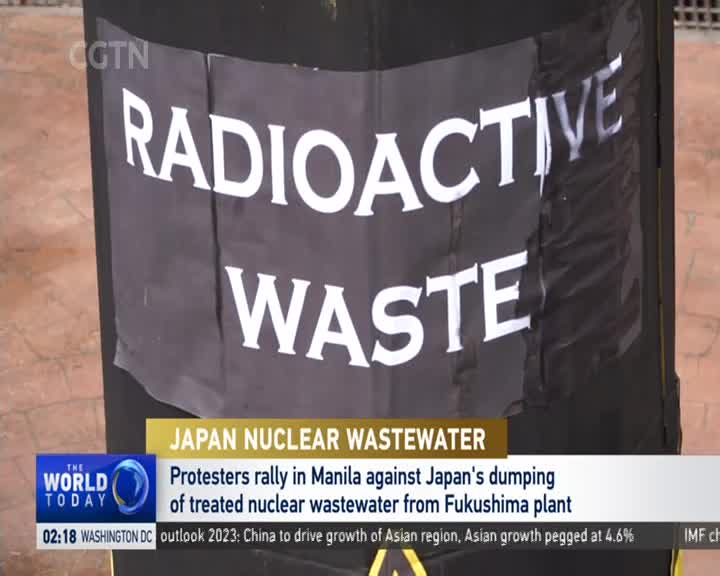 CGTN
RADIOACTIVE
WASTE
JAPAN NUCLEAR WASTEWATER
THE
WORLD
TODAY
Protesters rally in Manila against Japan's dumping
of treated nuclear wastewater from Fukushima plant
02:18 WASHINGTON DC outlook 2023: China to drive growth of Asian region, Asian growth pegged at 4.6% IMF ch